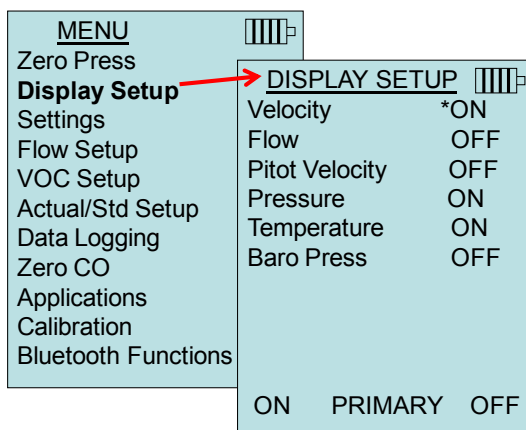 MENU
Zero Press
Display Setup
Settings
Flow Setup
VOC Setup
Actual/Std Setup
Data Logging
Zero CO
Applications
Calibration
Bluetooth Functions
DISPLAY SETUP
Velocity *ON
Flow OFF
Pitot Velocity OFF
Pressure ON
Temperature ON
Baro Press OFF
ON PRIMARY OFF